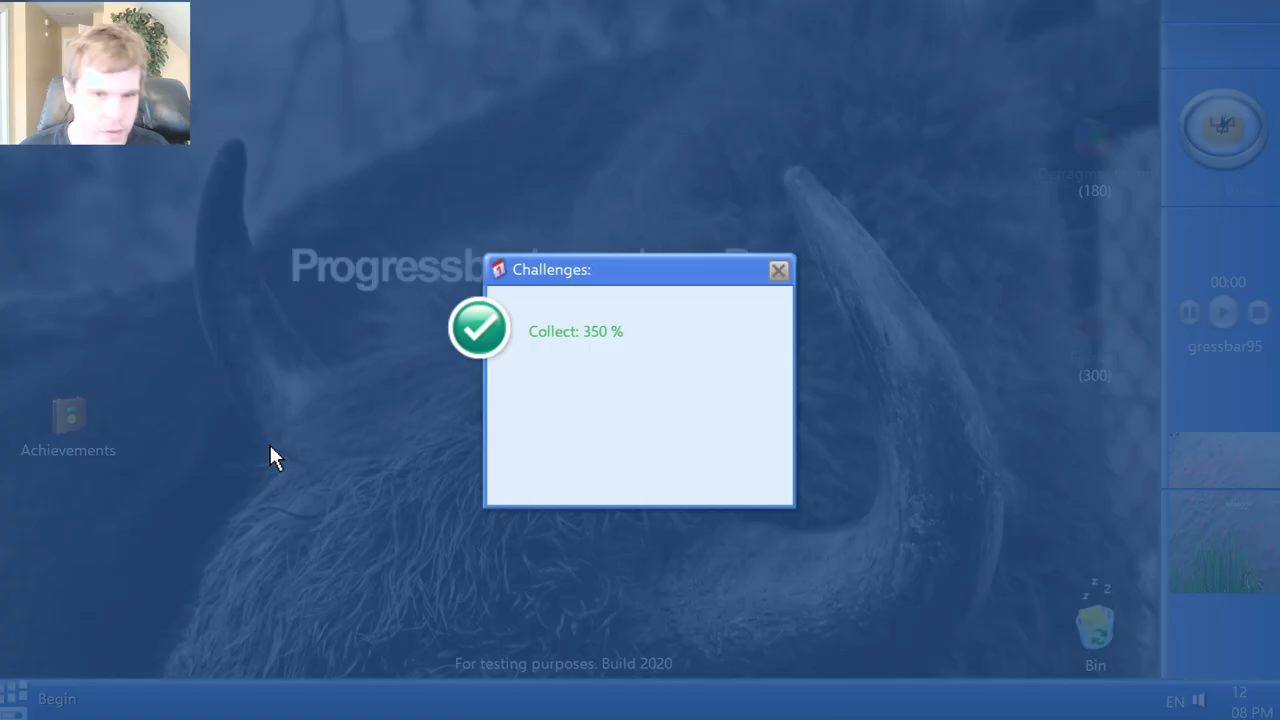 Progressb
Challenges:
Collect: 350 %
(180)
00:00
gressbar95
(300)
Achievements
z z z
Bin
For testing purposes. Build 2020
Begin
EN
12
08 PM